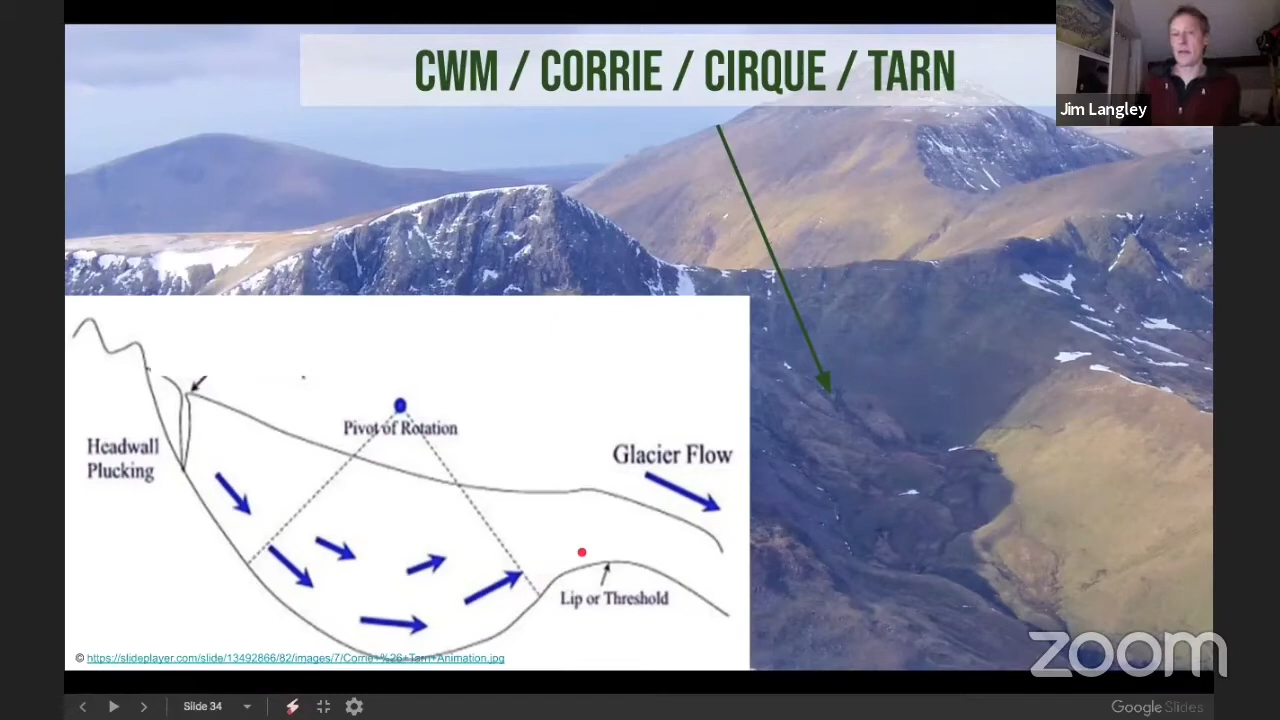 CWM / CORRIE / CIRQUE / TARN
Jim Langley
Pivot of Rotation
Headwall
Plucking
Glacier Flow
Lip or Threshold
© https://slideplayer.com/slide/13492866/82/images/7/Corrie+%26+Tarn+Animation.jpg
zoom
Slide 34
Google Slides